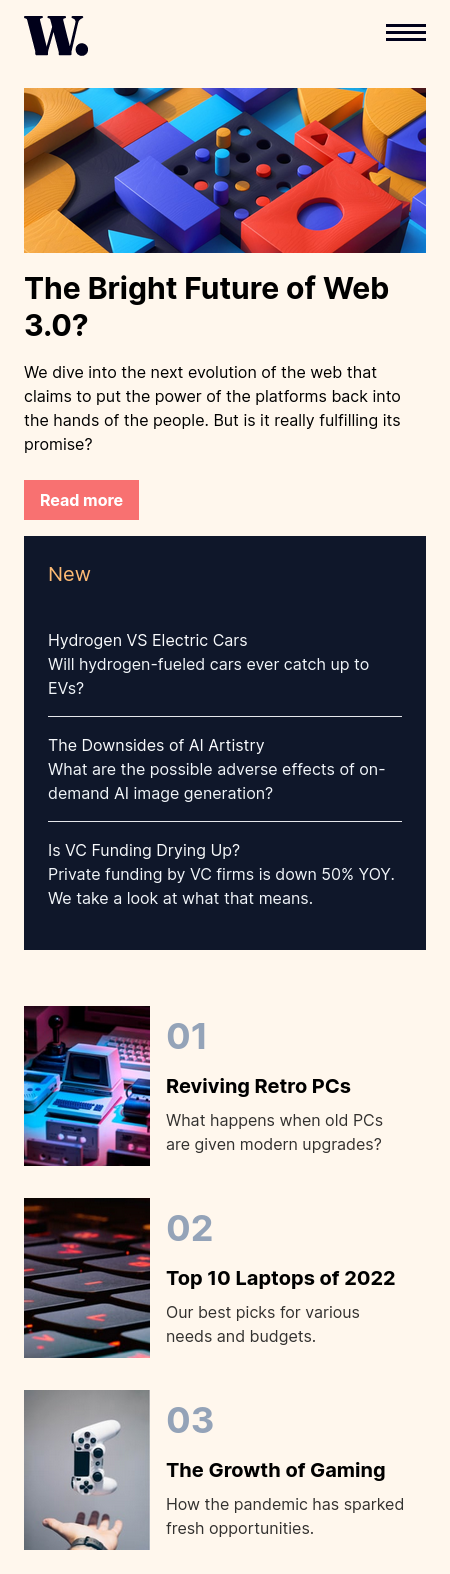 W.
The Bright Future of Web
3.0?
We dive into the next evolution of the web that
claims to put the power of the platforms back into
the hands of the people. But is it really fulfilling its
promise?
Read more
New
Hydrogen VS Electric Cars
Will hydrogen-fueled cars ever catch up to
EVs?
The Downsides of AI Artistry
What are the possible adverse effects of on-
demand AI image generation?
Is VC Funding Drying Up?
Private funding by VC firms is down 50% YOY.
We take a look at what that means.
01
Reviving Retro PCs
What happens when old PCs
are given modern upgrades?
02
Top 10 Laptops of 2022
Our best picks for various
needs and budgets.
03
The Growth of Gaming
How the pandemic has sparked
fresh opportunities.